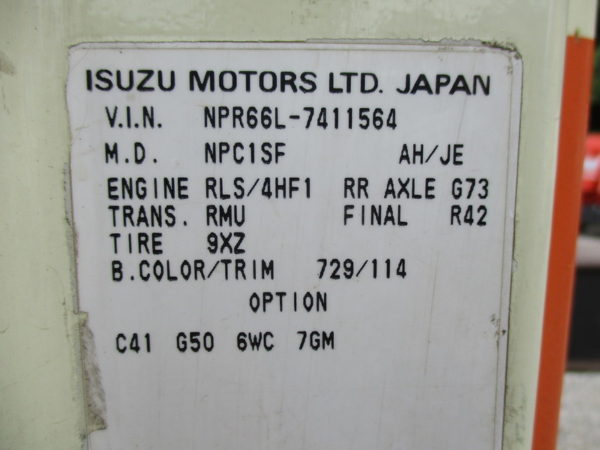 ISUZU MOTORS LTD. JAPAN
V.I.N. NPR66L-7411564
M.D. NPC1SF AH/JE
ENGINE RLS/4HF1 RR AXLE G73
TRANS. RMU FINAL R42
TIRE 9XZ
B.COLOR/TRIM 729/114
OPTION
C41 G50 6WC 7GM